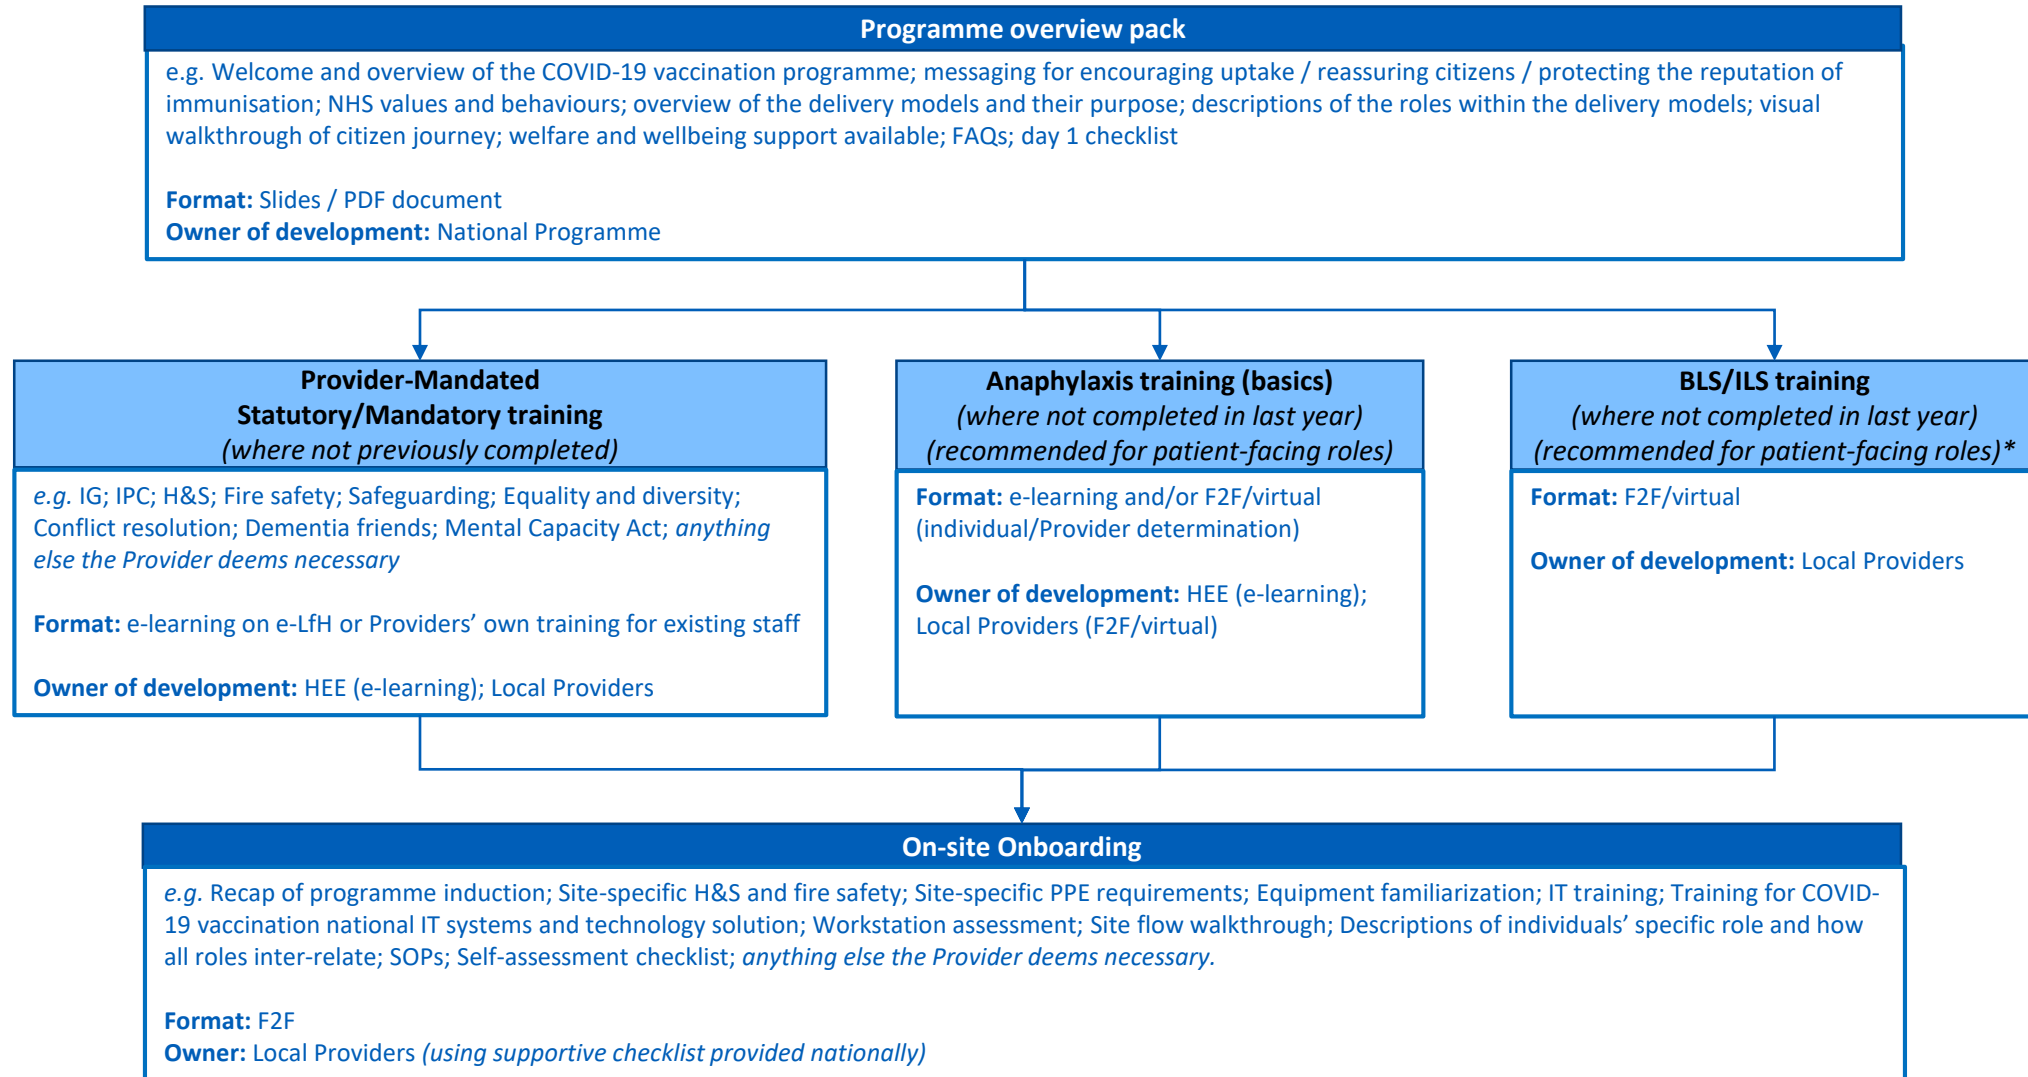 Programme overview pack
e.g. Welcome and overview of the COVID-19 vaccination programme; messaging for encouraging uptake / reassuring citizens / protecting the reputation of
immunisation; NHS values and behaviours; overview of the delivery models and their purpose; descriptions of the roles within the delivery models; visual
walkthrough of citizen journey; welfare and wellbeing support available; FAQs; day 1 checklist
Format: Slides / PDF document
Owner of development: National Programme
Provider-Mandated
Statutory/Mandatory training
(where not previously completed)
e.g. IG; IPC; H&S; Fire safety; Safeguarding; Equality and diversity;
Conflict resolution; Dementia friends; Mental Capacity Act; anything
else the Provider deems necessary
Format: e-learning on e-LfH or Providers’ own training for existing staff
Owner of development: HEE (e-learning); Local Providers
Anaphylaxis training (basics)
(where not completed in last year)
(recommended for patient-facing roles)
Format: e-learning and/or F2F/virtual
(individual/Provider determination)
Owner of development: HEE (e-learning);
Local Providers (F2F/virtual)
BLS/ILS training
(where not completed in last year)
(recommended for patient-facing roles)*
Format: F2F/virtual
Owner of development: Local Providers
On-site Onboarding
e.g. Recap of programme induction; Site-specific H&S and fire safety; Site-specific PPE requirements; Equipment familiarization; IT training; Training for COVID-
19 vaccination national IT systems and technology solution; Workstation assessment; Site flow walkthrough; Descriptions of individuals’ specific role and how
all roles inter-relate; SOPs; Self-assessment checklist; anything else the Provider deems necessary.
Format: F2F
Owner: Local Providers (using supportive checklist provided nationally)